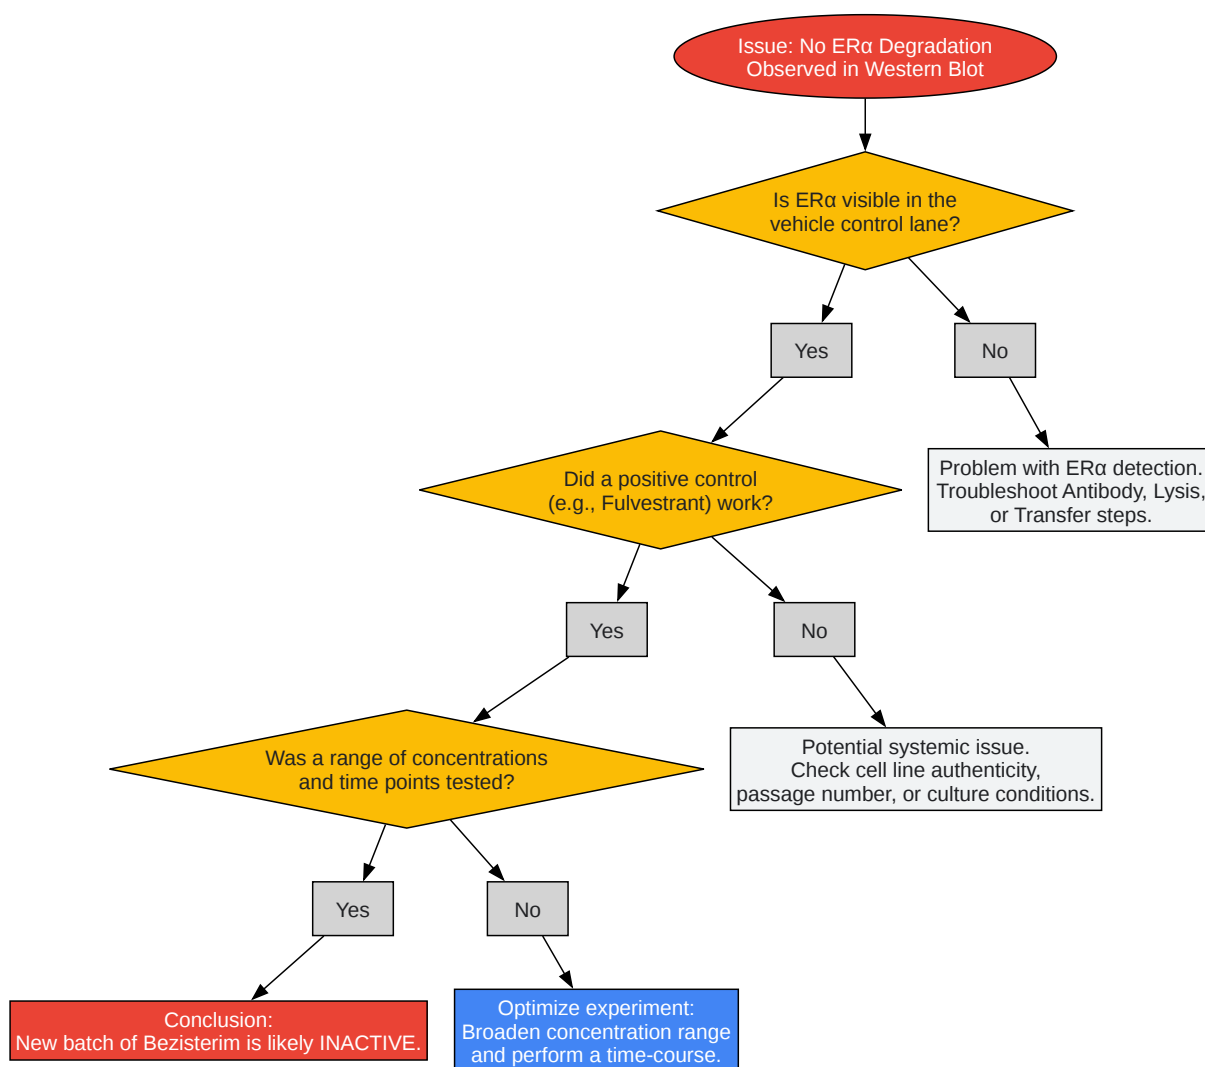 Issue: No ERα Degradation
Observed in Western Blot
Is ERα visible in the
vehicle control lane?
Yes
No
Did a positive control
(e.g., Fulvestrant) work?
Problem with ERα detection.
Troubleshoot Antibody, Lysis,
or Transfer steps.
Yes
No
Was a range of concentrations
and time points tested?
Potential systemic issue.
Check cell line authenticity,
passage number, or culture conditions.
Yes
No
Conclusion:
New batch of Bezisterim is likely INACTIVE.
Optimize experiment:
Broaden concentration range
and perform a time-course.